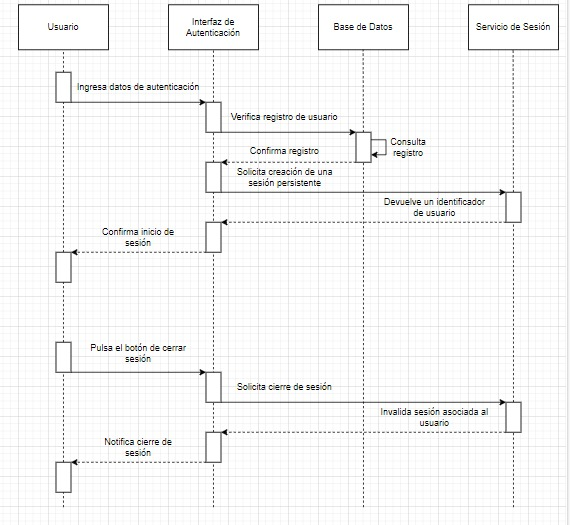 Usuario
Interfaz de
Autenticación
Base de Datos
Servicio de Sesión
Ingresa datos de autenticación
Verifica registro de usuario
Consulta
registro
Confirma registro
Solicita creación de una
sesión persistente
Devuelve un identificador
de usuario
Confirma inicio de
sesión
Pulsa el botón de cerrar
sesión
Solicita cierre de sesión
Invalida sesión asociada al
usuario
Notifica cierre de
sesión